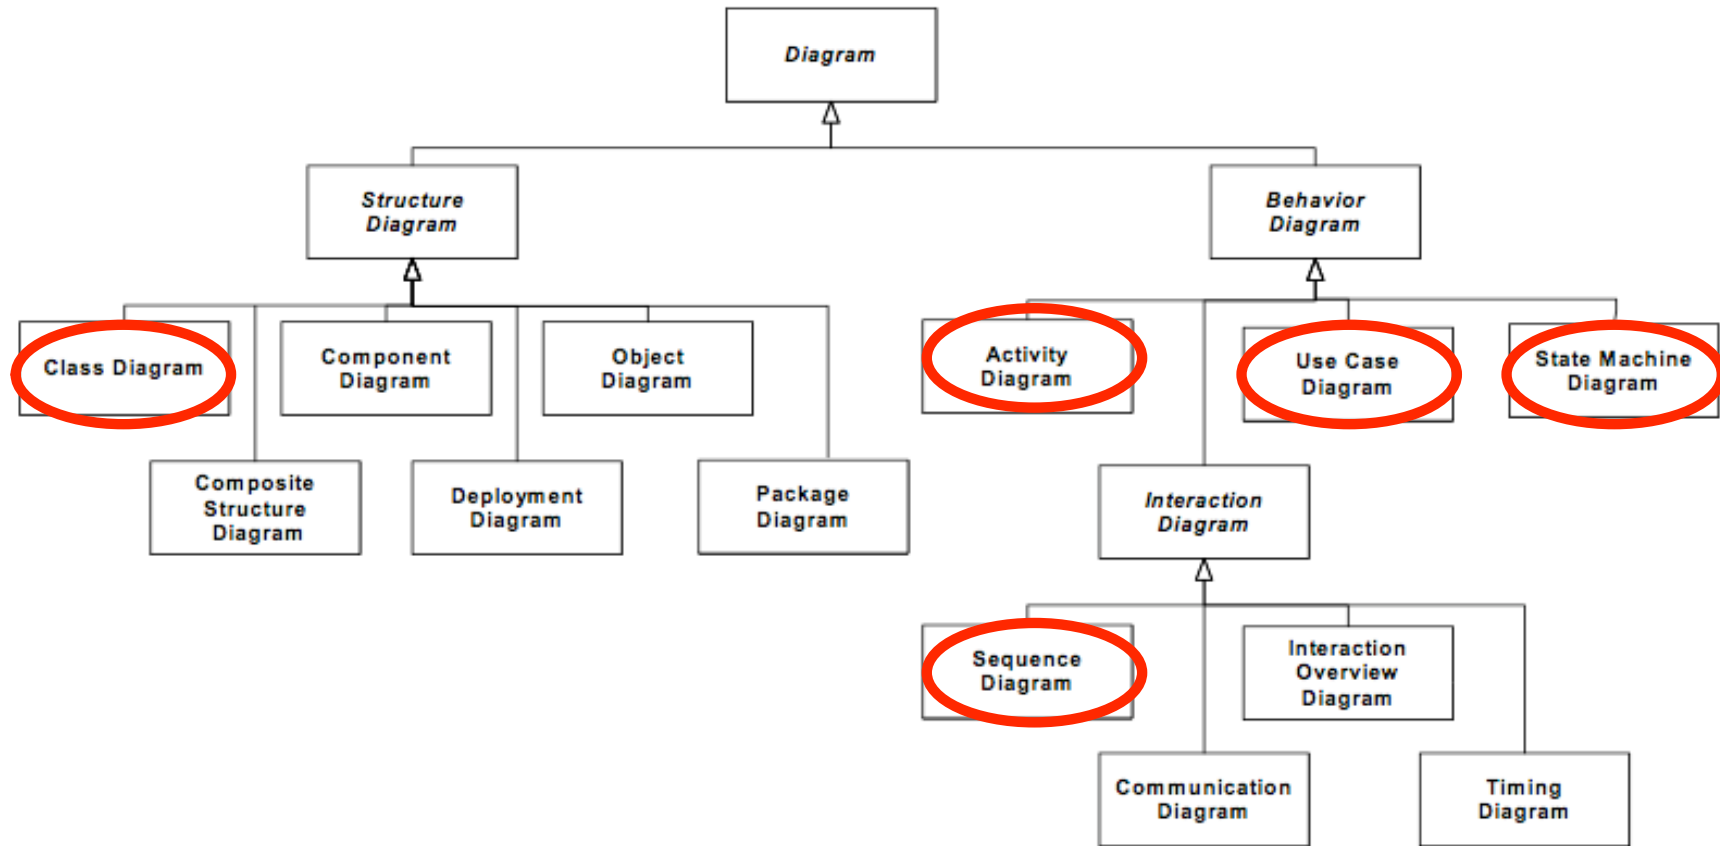 Diagram
Structure
Diagram
Behavior
Diagram
Class Diagram
Component
Diagram
Object
Diagram
Activity
Diagram
Use Case
Diagram
State Machine
Diagram
Composite
Structure
Diagram
Deployment
Diagram
Package
Diagram
Interaction
Diagram
Sequence
Diagram
Interaction
Overview
Diagram
Communication
Diagram
Timing
Diagram